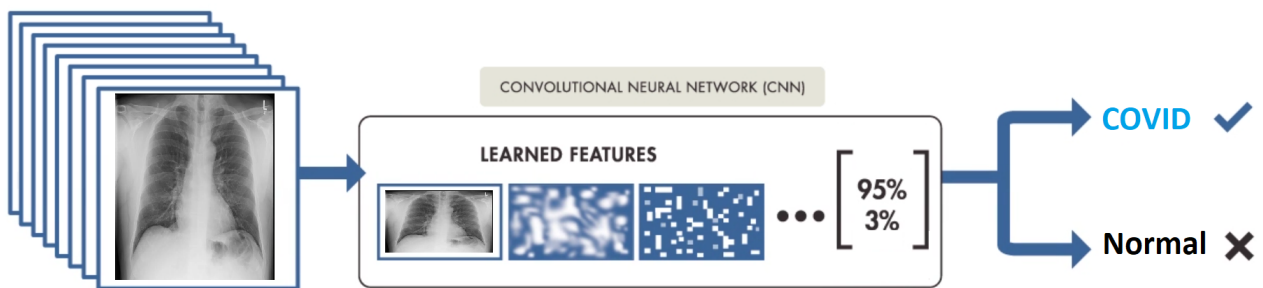 CONVOLUTIONAL NEURAL NETWORK (CNN)
LEARNED FEATURES
95%
3%
COVID
Normal
L